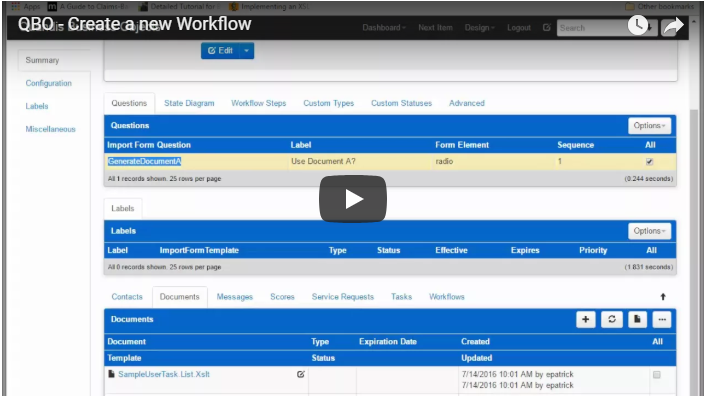 Apps A Guide to Claims-B Detailed Tutorial for Implementing an XS Other bookmarks
QBO - Create a new Workflow
Dashboard Next Item Design Logout Search
Summary
Edit
Configuration
Labels
Miscellaneous
Questions State Diagram Workflow Steps Custom Types Custom Statuses Advanced
Questions Options
Import Form Question Label Form Element Sequence All
GenerateDocumentA Use Document A? radio 1
All 1 records shown. 25 rows per page (0.244 seconds)
Labels
Labels Options
Label ImportFormTemplate Type Status Effective Expires Priority All
All 0 records shown. 25 rows per page (1.831 seconds)
Contacts Documents Messages Scores Service Requests Tasks Workflows
Documents
Document Type Expiration Date Created All
Template Status Updated
SampleUserTask List Xslt 7/14/2016 10:01 AM by epatrick
7/14/2016 10:01 AM by epatrick